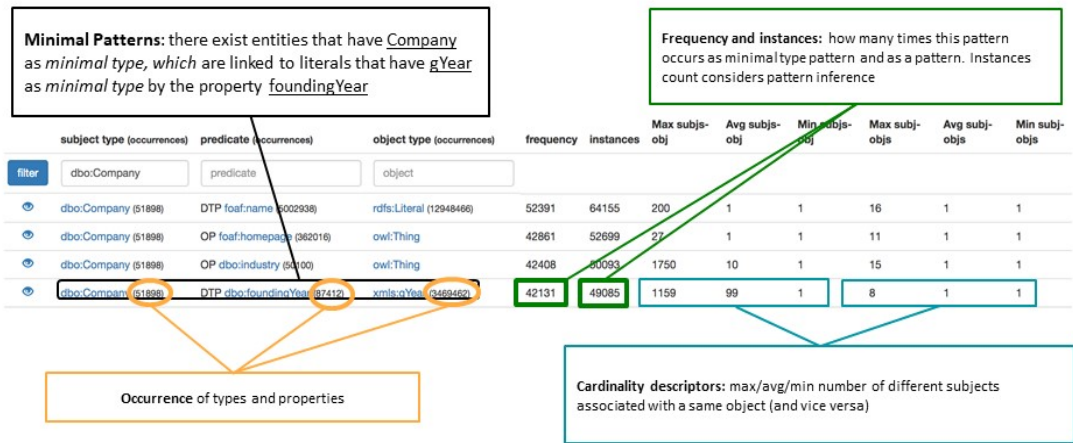 Minimal Patterns: there exist entities that have Company
as minimal type, which are linked to literals that have gYear
as minimal type by the property foundingYear
Frequency and instances: how many times this pattern
occurs as minimal type pattern and as a pattern. Instances
count considers pattern inference
subject type (occurrences) predicate (occurrences) object type (occurrences) frequency instances Max subjs-obj Avg subjs-obj Min subjs-obj Max subj-objs Avg subj-objs Min subj-objs
filter dbo:Company predicate object
dbo:Company (51898) DTP foaf:name (5002938) rdfs:Literal (12948466) 52391 64155 200 1 1 16 1 1
dbo:Company (51898) OP foaf:homepage (362016) owl:Thing 42861 52699 27 1 1 11 1 1
dbo:Company (51898) OP dbo:industry (50100) owl:Thing 42408 50093 1750 10 1 15 1 1
dbo:Company (51898) DTP dbo:foundingYear (87412) xmls:gYear (3469462) 42131 49085 1159 99 1 8 1 1
Occurrence of types and properties
Cardinality descriptors: max/avg/min number of different subjects
associated with a same object (and vice versa)